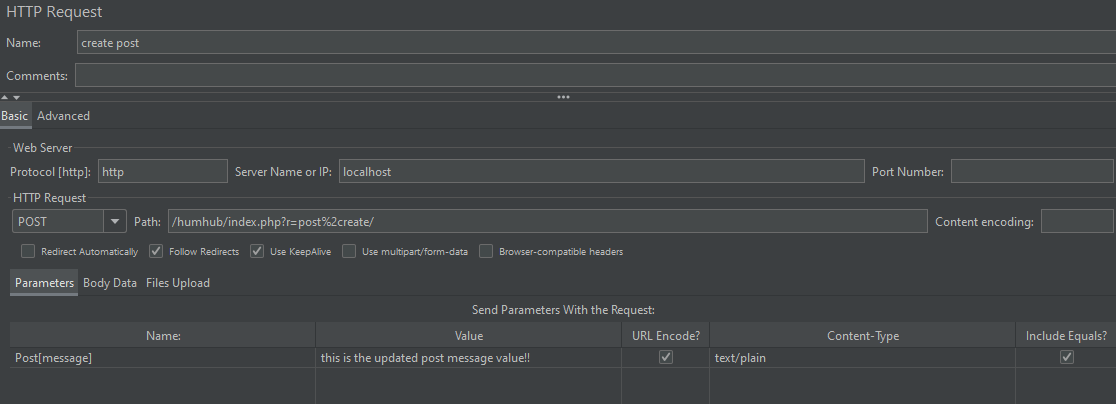 HTTP Request
Name: create post
Comments:
Basic Advanced
Web Server
Protocol [http]: http Server Name or IP: localhost Port Number:
HTTP Request
POST Path: /humhub/index.php?r=post%2create/ Content encoding:
Redirect Automatically Follow Redirects Use KeepAlive Use multipart/form-data Browser-compatible headers
Parameters Body Data Files Upload
Send Parameters With the Request:
Name: Value URL Encode? Content-Type Include Equals?
Post[message] this is the updated post message value!! text/plain